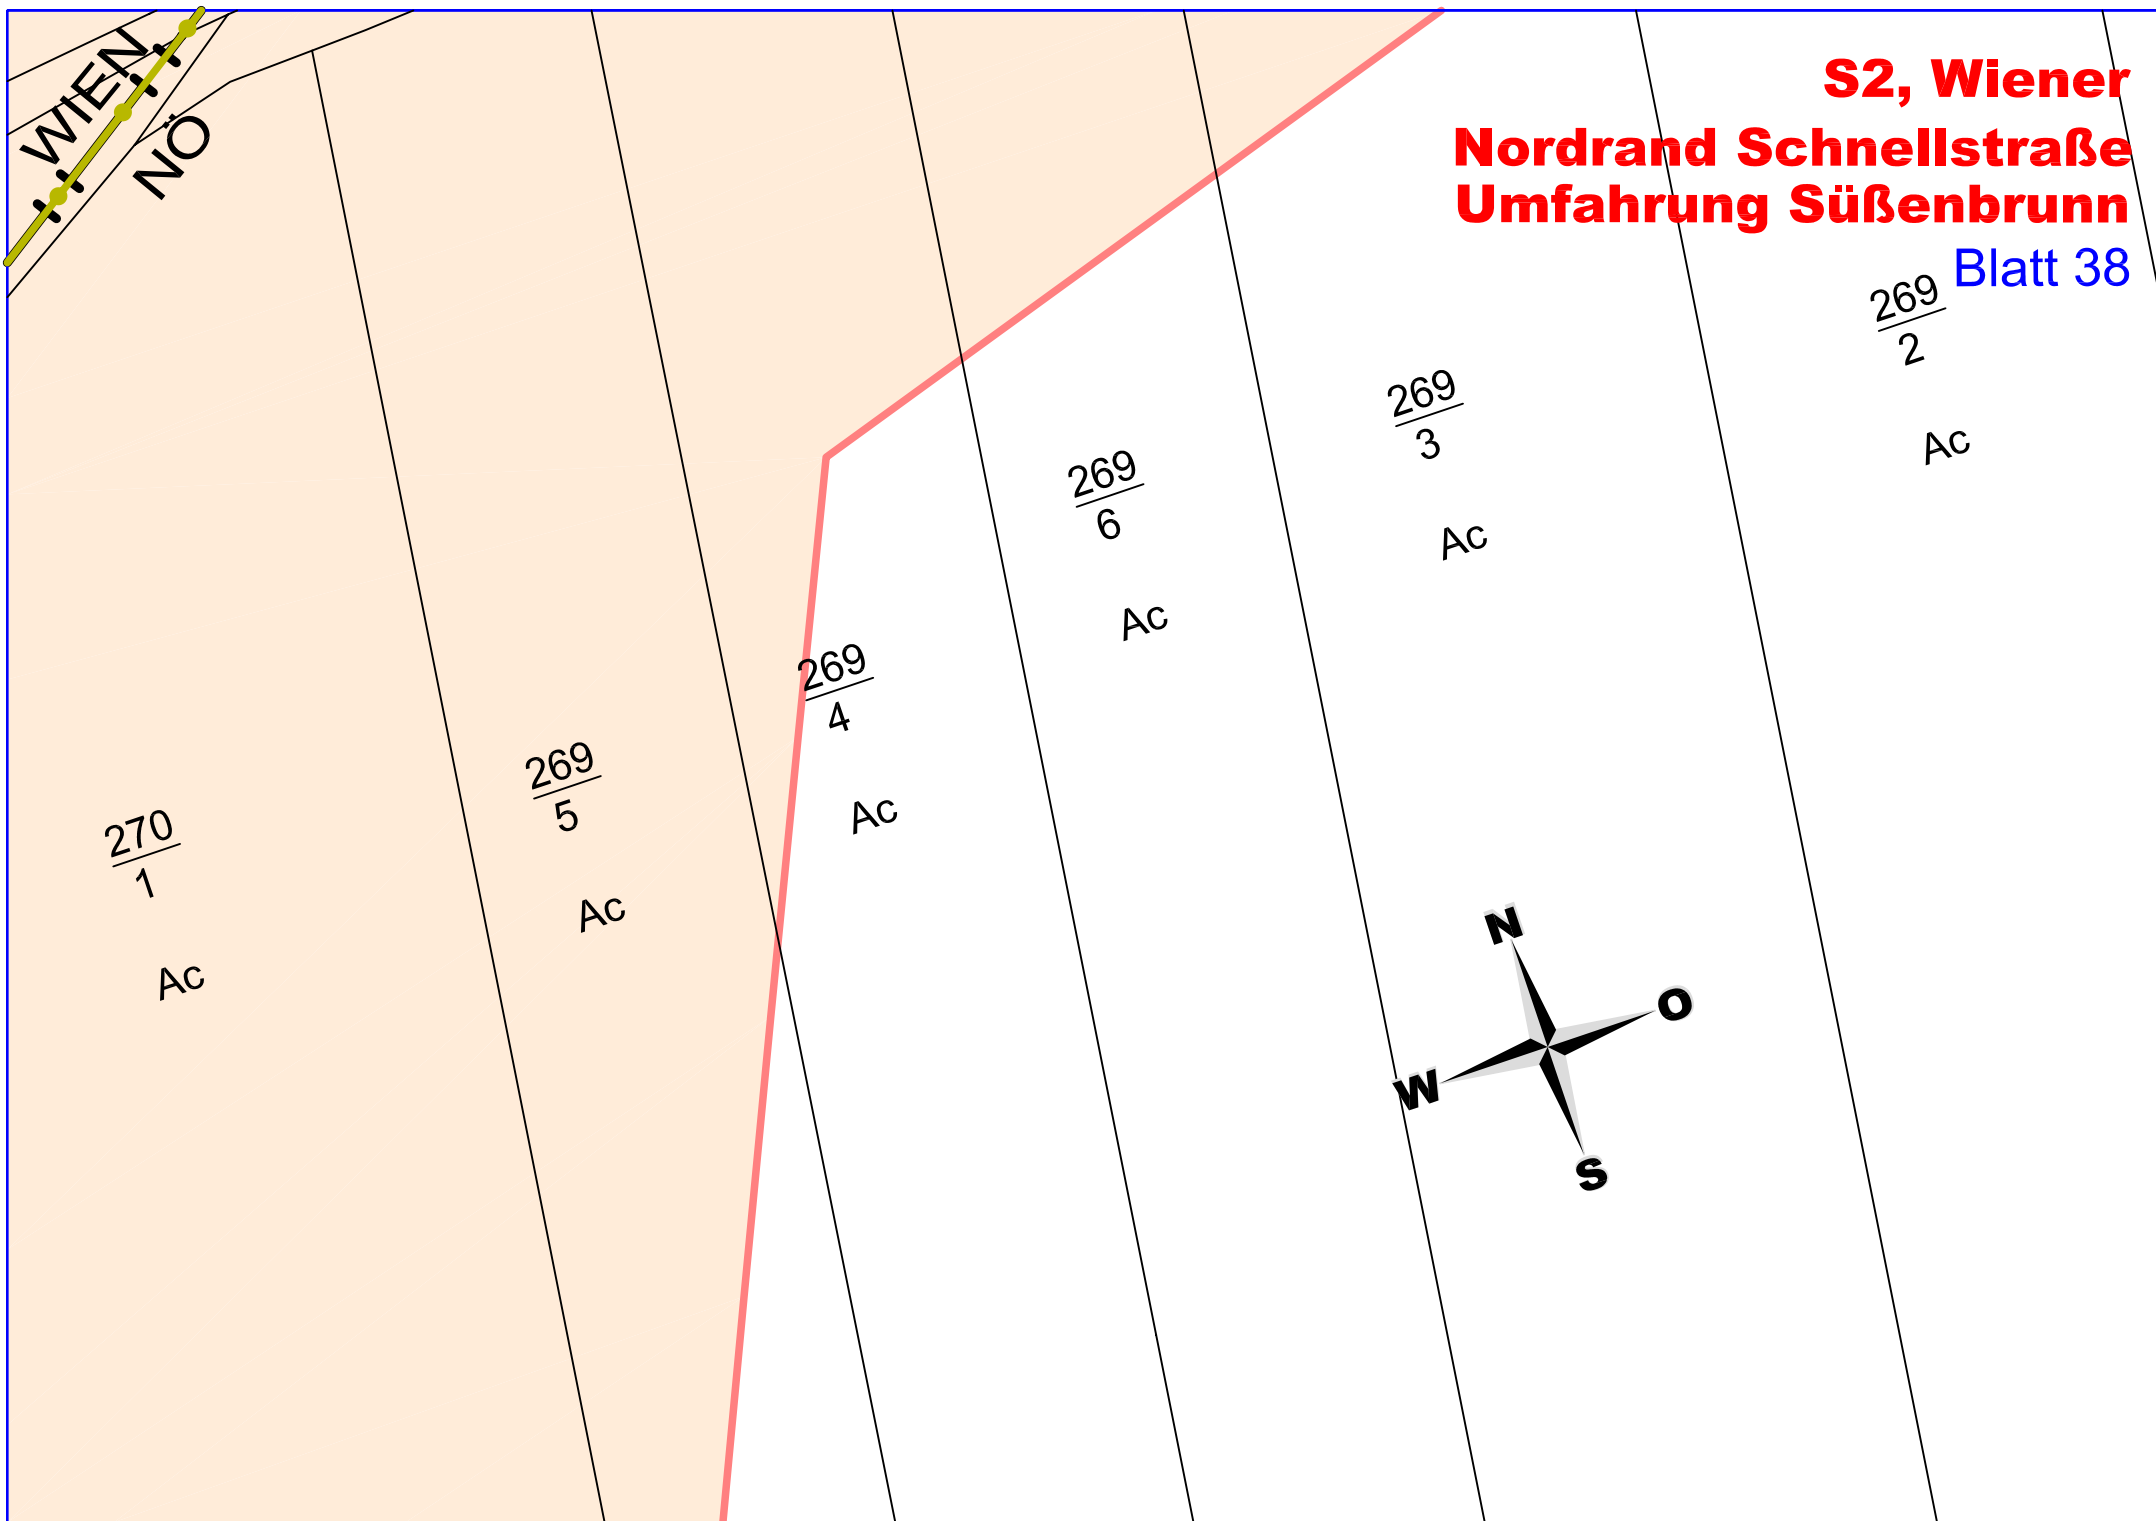 WIEN
NÖ
S2, Wiener
Nordrand Schnellstraße
Umfahrung Süßenbrunn
Blatt 38
269
2
Ac
269
3
Ac
269
6
Ac
269
4
Ac
269
5
Ac
270
1
Ac
N
O
W
S